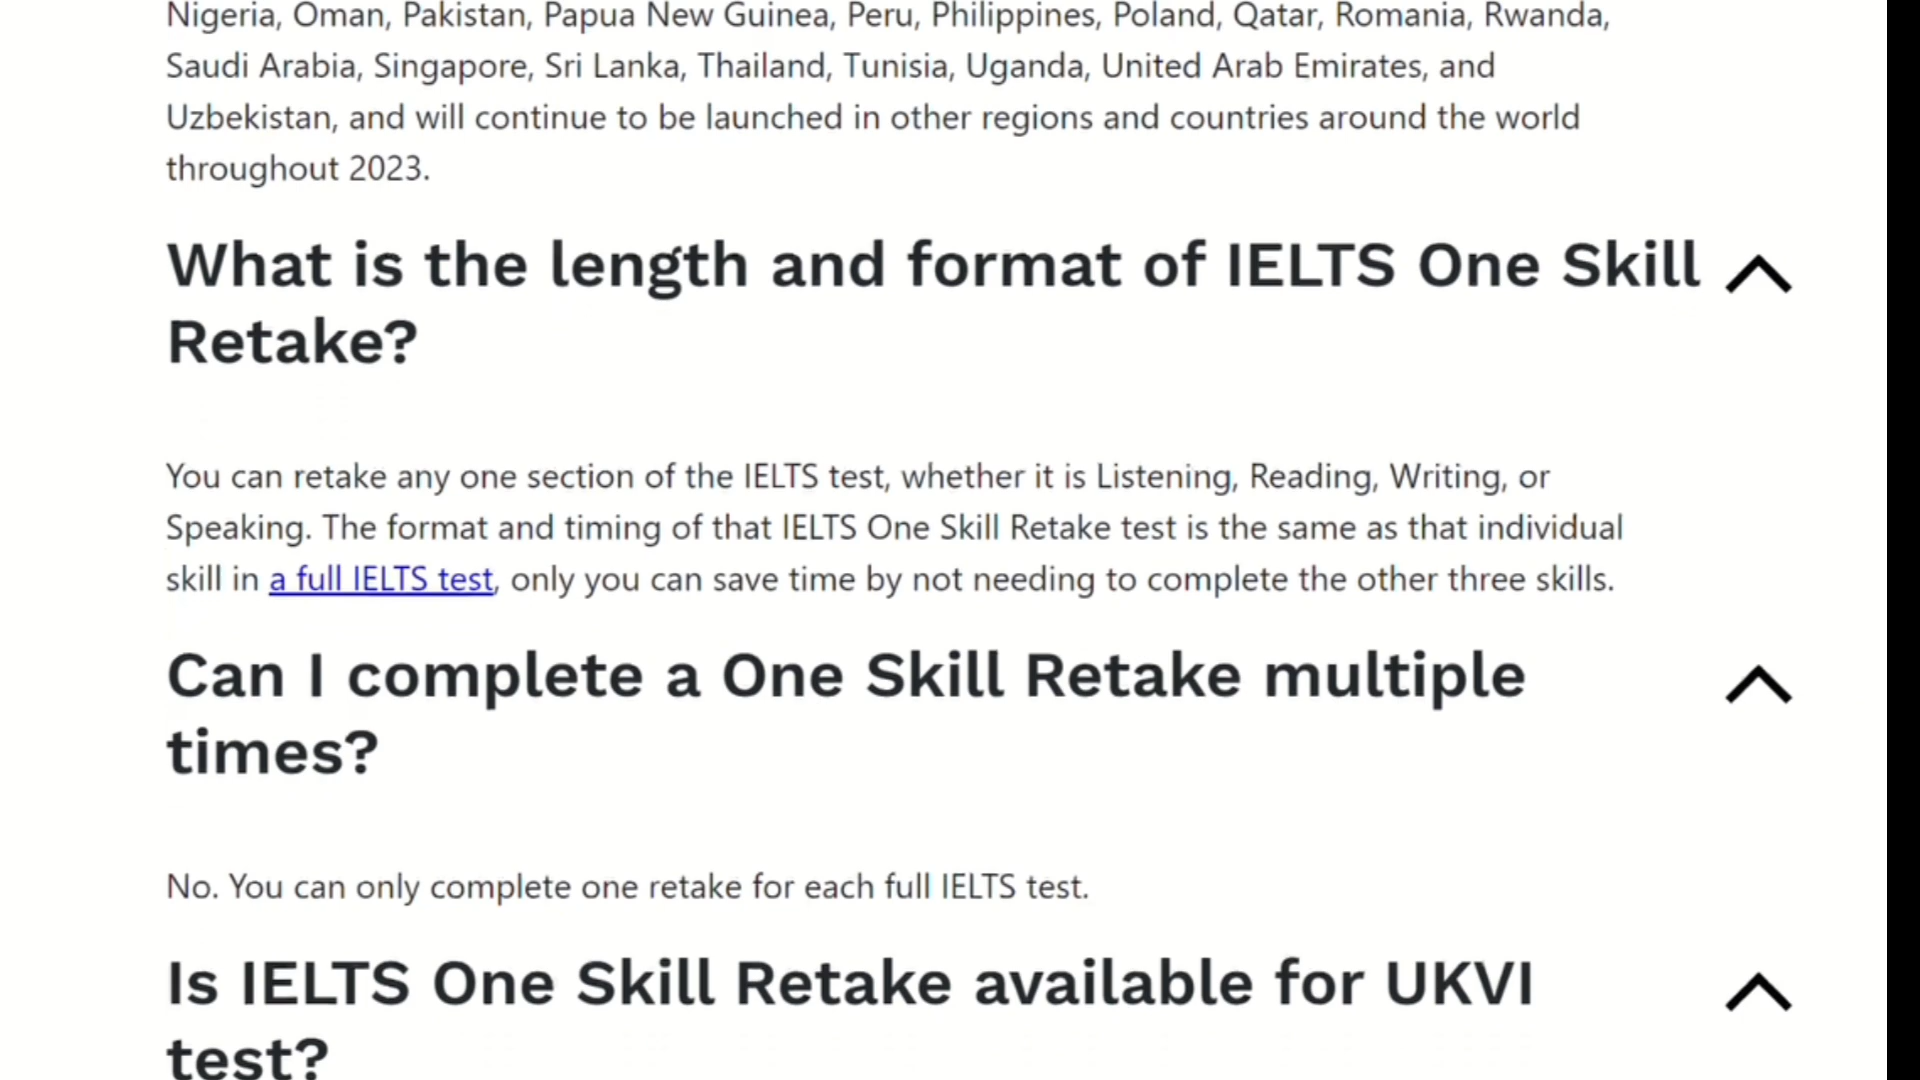 Nigeria, Oman, Pakistan, Papua New Guinea, Peru, Philippines, Poland, Qatar, Romania, Rwanda,
Saudi Arabia, Singapore, Sri Lanka, Thailand, Tunisia, Uganda, United Arab Emirates, and
Uzbekistan, and will continue to be launched in other regions and countries around the world
throughout 2023.
What is the length and format of IELTS One Skill
Retake?
You can retake any one section of the IELTS test, whether it is Listening, Reading, Writing, or
Speaking. The format and timing of that IELTS One Skill Retake test is the same as that individual
skill in a full IELTS test, only you can save time by not needing to complete the other three skills.
Can I complete a One Skill Retake multiple
times?
No. You can only complete one retake for each full IELTS test.
Is IELTS One Skill Retake available for UKVI
test?